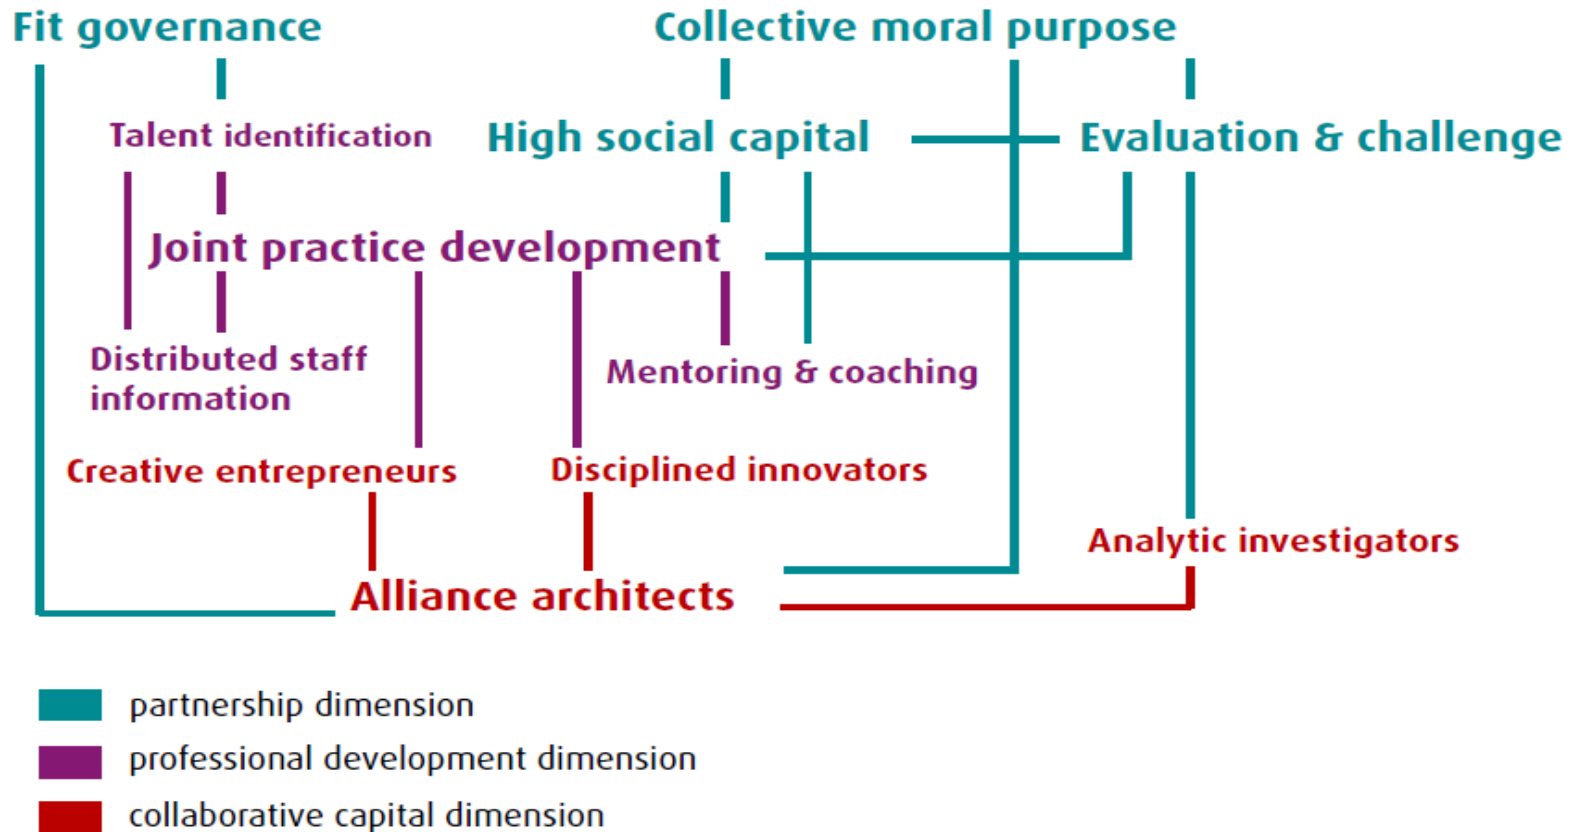 Fit governance
Collective moral purpose
Talent identification
High social capital
Evaluation & challenge
Joint practice development
Distributed staff
information
Mentoring & coaching
Creative entrepreneurs
Disciplined innovators
Analytic investigators
Alliance architects
partnership dimension
professional development dimension
collaborative capital dimension